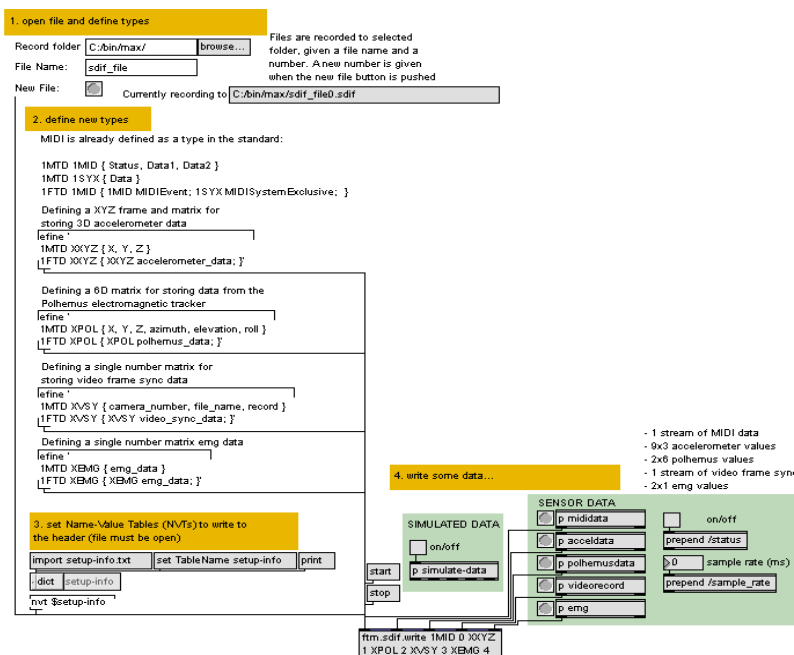 1. open file and define types
Record folder C:/bin/max/ browse...
File Name: sdif_file
New File:
Files are recorded to selected
folder, given a file name and a
number. A new number is given
when the new file button is pushed
Currently recording to C:/bin/max/sdif_file0.sdif
2. define new types
MIDI is already defined as a type in the standard:
1MTD 1MID { Status, Data1, Data2 }
1MTD 1SYX { Data }
1FTD 1MID { 1MID MIDIEvent; 1SYX MIDISystemExclusive; }
Defining a XYZ frame and matrix for
storing 3D accelerometer data
efine '
1MTD XXYZ { X, Y, Z }
1FTD XXYZ { XXYZ accelerometer_data; }'
Defining a 6D matrix for storing data from the
Polhemus electromagnetic tracker
efine '
1MTD XPOL { X, Y, Z, azimuth, elevation, roll }
1FTD XPOL { XPOL polhemus_data; }'
Defining a single number matrix for
storing video frame sync data
efine '
1MTD XVSY { camera_number, file_name, record }
1FTD XVSY { XVSY video_sync_data; }'
Defining a single number matrix emg data
efine '
1MTD XEMG { emg_data }
1FTD XEMG { XEMG emg_data; }'
3. set Name-Value Tables (NVTs) to write to
the header (file must be open)
import setup-info.txt set TableName setup-info print
dict setup-info
nvt $setup-info
start
stop
4. write some data...
SIMULATED DATA
on/off
p simulate-data
- 1 stream of MIDI data
- 9x3 accelerometer values
- 2x6 polhemus values
- 1 stream of video frame sync
- 2x1 emg values
SENSOR DATA
p mididata
p acceldata
p polhemusdata
p videorecord
p emg
on/off
prepend /status
0 sample rate (ms)
prepend /sample_rate
ftm.sdif.write 1MID 0 XXYZ
1 XPOL 2 XVSY 3 XEMG 4